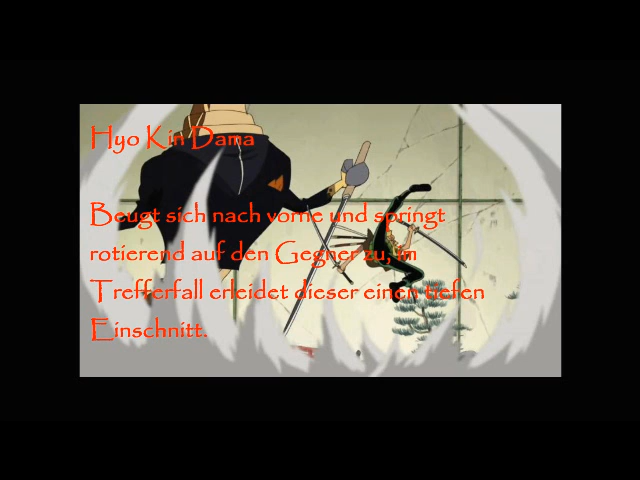 Hyo Kin Dama
Beugt sich nach vorne und springt
rotierend auf den Gegner zu, im
Trefferfall erleidet dieser einen tiefen
Einschnitt.